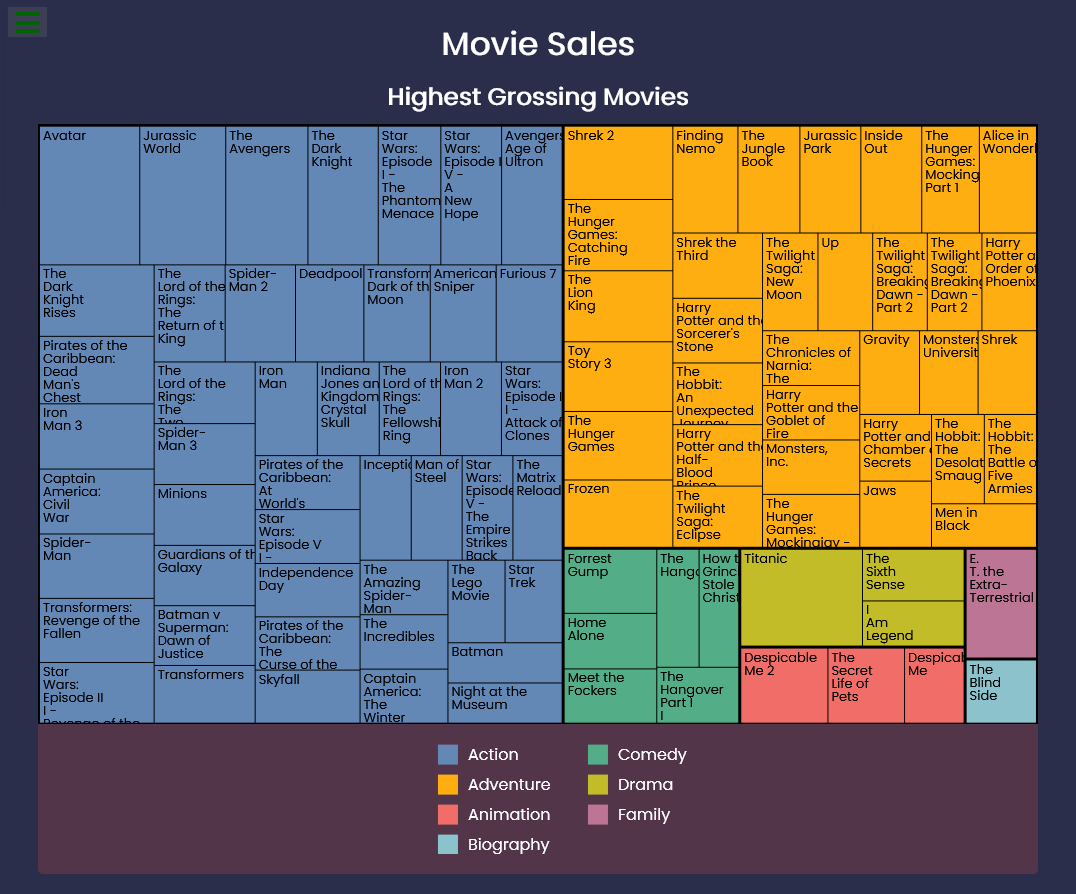 Movie Sales
Highest Grossing Movies
Avatar
Jurassic
World
The
Avengers
The
Dark
Knight
Star
Wars:
Episode
I -
The
Phantom
Menace
Star
Wars:
Episode I
V -
A
New
Hope
Avengers
Age of
Ultron
The
Dark
Knight
Rises
Pirates of the
Caribbean:
Dead
Man's
Chest
Iron
Man 3
Captain
America:
Civil
War
Spider-
Man
Transformers:
Revenge of the
Fallen
Star
Wars:
Episode II
I -
Revenge of the
The
Lord of the
Rings:
The
Return of t
King
Spider-
Man 2
Deadpool
Transform
Dark of th
Moon
American
Sniper
Furious 7
The
Lord of the
Rings:
The
Two
Spider-
Man 3
Minions
Guardians of th
Galaxy
Batman v
Superman:
Dawn of
Justice
Transformers
Iron
Man
Indiana
Jones an
Kingdom
Crystal
Skull
The
Lord of th
Rings:
The
Fellowshi
Ring
Iron
Man 2
Star
Wars:
Episode I
I -
Attack of
Clones
Pirates of the
Caribbean:
At
World's
Star
Wars:
Episode V
I -
Independence
Day
Pirates of the
Caribbean:
The
Curse of the
Skyfall
Inceptio
Man of
Steel
Star
Wars:
Episode
V -
The
Empire
Strikes
Back
The
Matrix
Reload
The
Amazing
Spider-
Man
The
Incredibles
Captain
America:
The
Winter
The
Lego
Movie
Star
Trek
Batman
Night at the
Museum
Shrek 2
The
Hunger
Games:
Catching
Fire
The
Lion
King
Toy
Story 3
The
Hunger
Games
Frozen
Finding
Nemo
The
Jungle
Book
Jurassic
Park
Inside
Out
The
Hunger
Games:
Mocking
Part 1
Alice in
Wonder
Shrek the
Third
Harry
Potter and the
Sorcerer's
Stone
The
Hobbit:
An
Unexpected
Journey
Harry
Potter and the
Half-
Blood
Prince
The
Twilight
Saga:
Eclipse
The
Twilight
Saga:
New
Moon
Up
The
Twilight
Saga:
Breaking
Dawn -
Part 2
The
Twilight
Saga:
Breaking
Dawn -
Part 2
Harry
Potter a
Order of
Phoenix
The
Chronicles of
Narnia:
The
Harry
Potter and the
Goblet of
Fire
Monsters,
Inc.
The
Hunger
Games:
Mockingjay -
Gravity
Monsters
Universit
Shrek
Harry
Potter and
Chamber o
Secrets
Jaws
The
Hobbit:
The
Desolat
Smaug
The
Hobbit:
The
Battle o
Five
Armies
Men in
Black
Forrest
Gump
Home
Alone
Meet the
Fockers
The
Hango
How t
Grinc
Stole
Christ
The
Hangover
Part 1
I
Titanic
The
Sixth
Sense
I
Am
Legend
Despicable
Me 2
The
Secret
Life of
Pets
Despical
Me
E.
T. the
Extra-
Terrestrial
The
Blind
Side
Action
Adventure
Animation
Biography
Comedy
Drama
Family